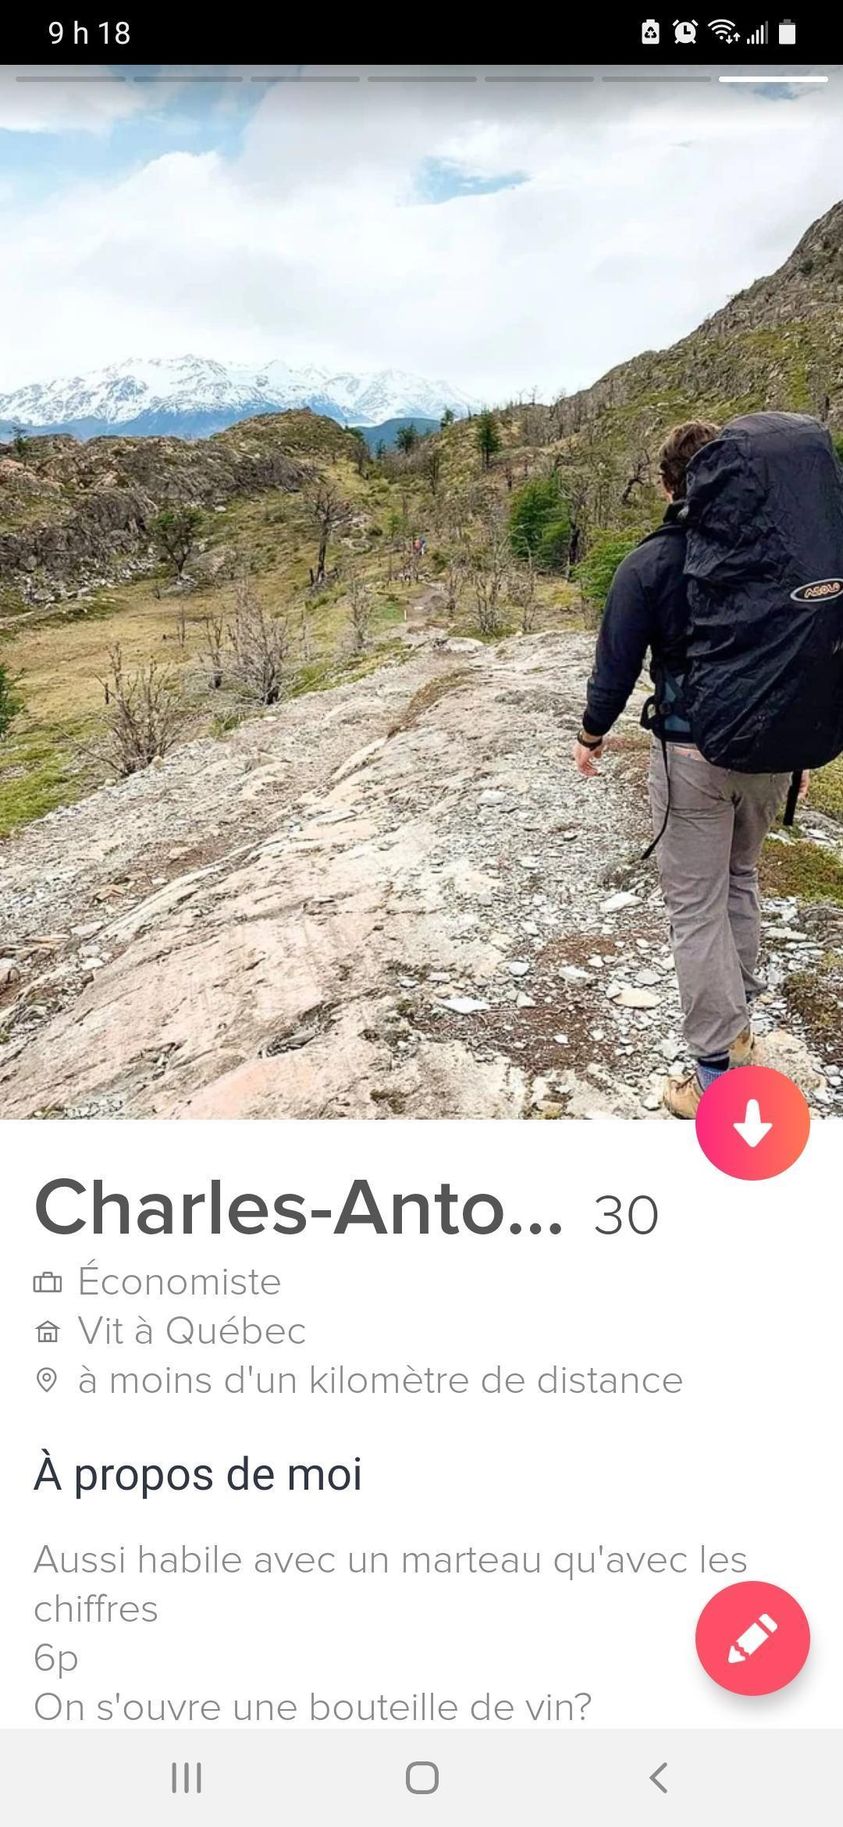 9 h 18
ASOLO
Charles-Anto... 30
Économiste
Vit à Québec
à moins d'un kilomètre de distance
À propos de moi
Aussi habile avec un marteau qu'avec les
chiffres
6p
On s'ouvre une bouteille de vin?